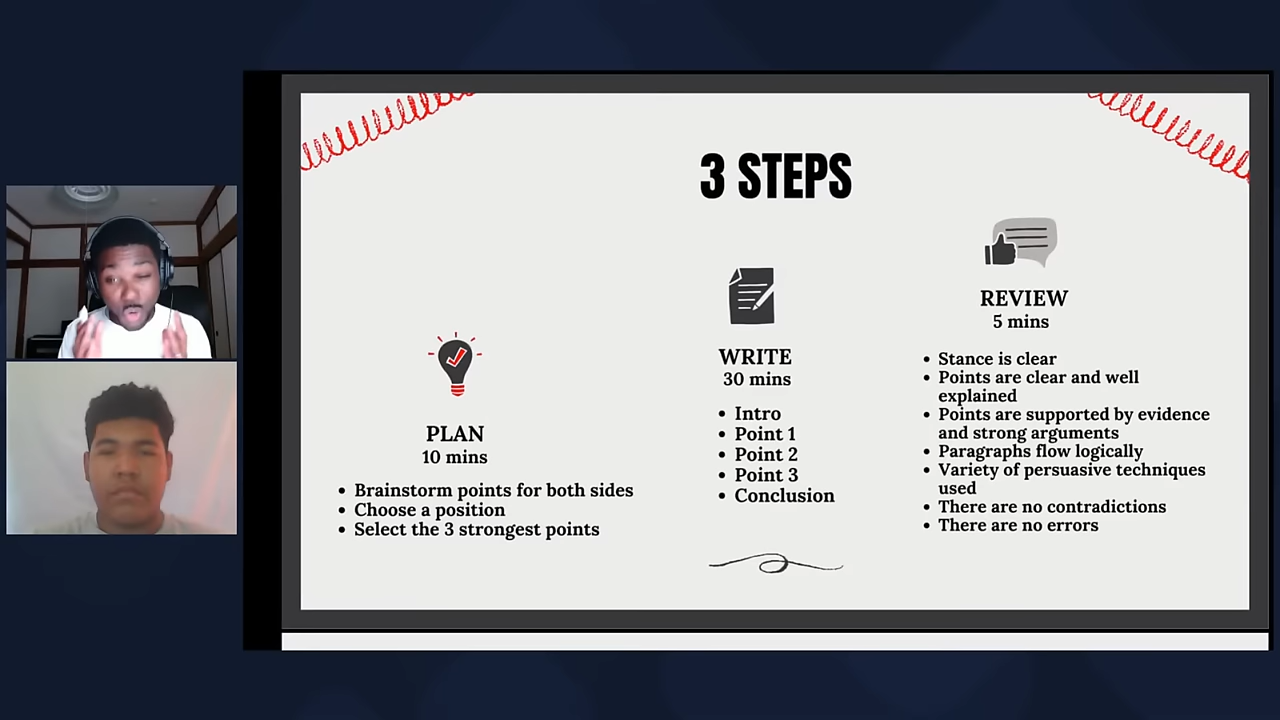 3 STEPS
PLAN
10 mins
• Brainstorm points for both sides
• Choose a position
• Select the 3 strongest points
WRITE
30 mins
• Intro
• Point 1
• Point 2
• Point 3
• Conclusion
REVIEW
5 mins
• Stance is clear
• Points are clear and well
explained
• Points are supported by evidence
and strong arguments
• Paragraphs flow logically
• Variety of persuasive techniques
used
• There are no contradictions
• There are no errors